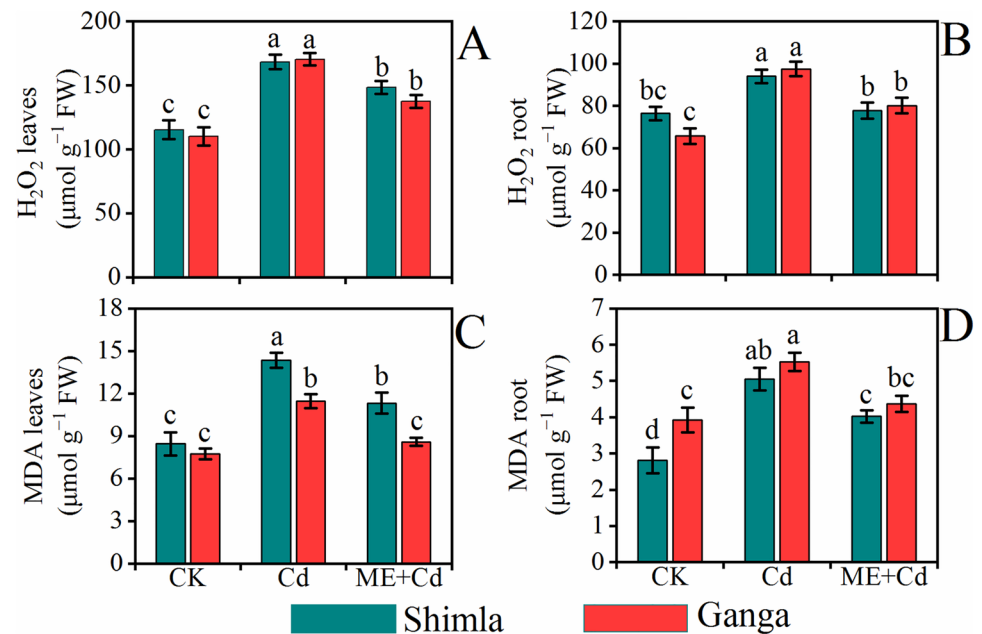 H₂O₂ leaves
(μmol g⁻¹ FW)
200
150
100
50
0
c c
a a
b b
A
H₂O₂ root
(μmol g⁻¹ FW)
120
100
80
60
40
20
0
bc c
a a
b b
B
MDA leaves
(μmol g⁻¹ FW)
18
15
12
9
6
3
0
c c
a b
b c
C
CK Cd ME+Cd
MDA root
(μmol g⁻¹ FW)
7
6
5
4
3
2
1
0
d c
ab a
c bc
D
CK Cd ME+Cd
Shimla Ganga